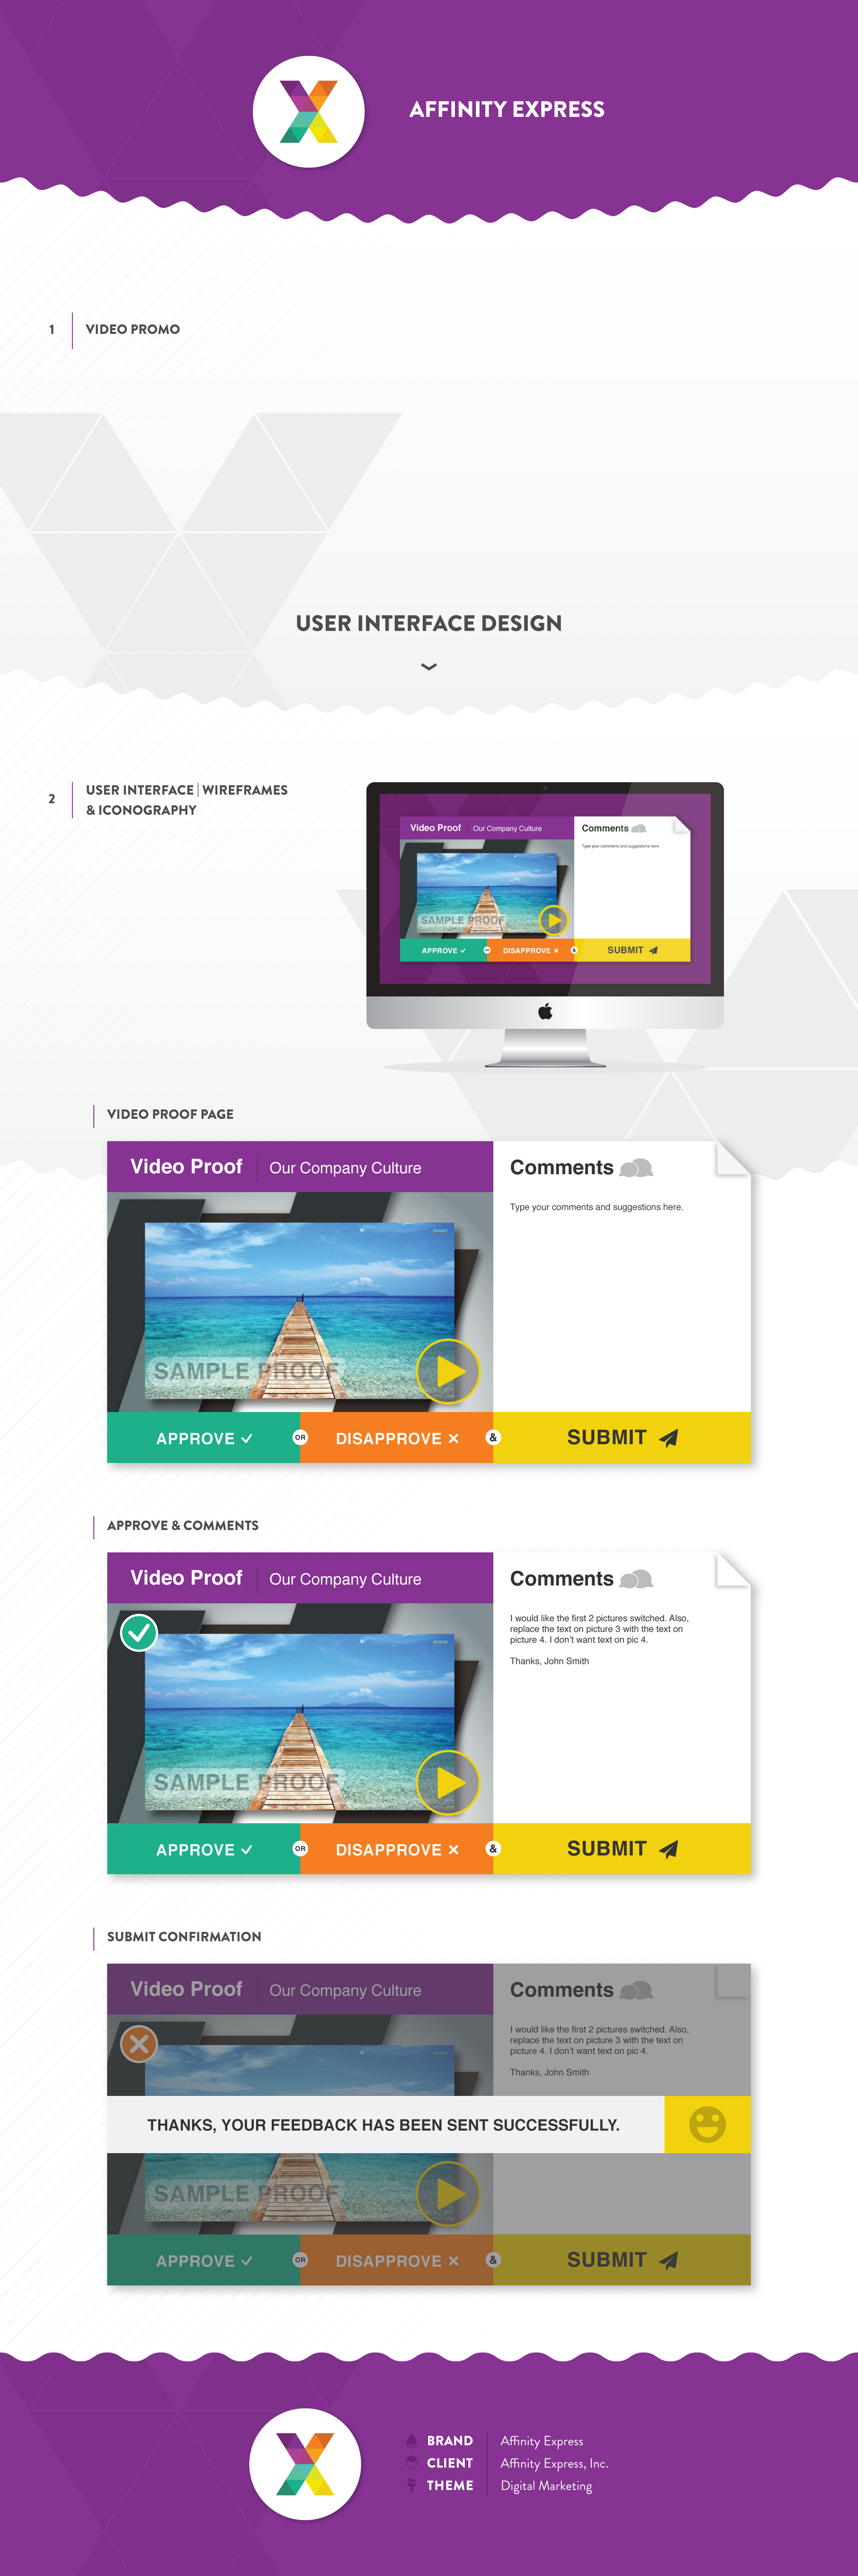 AFFINITY EXPRESS
1
VIDEO PROMO
USER INTERFACE DESIGN
2
USER INTERFACE | WIREFRAMES
& ICONOGRAPHY
Video Proof
Our Company Culture
Comments
Type your comments and suggestions here.
SAMPLE PROOF
APPROVE
OR
DISAPPROVE
&
SUBMIT
VIDEO PROOF PAGE
Video Proof
Our Company Culture
Comments
Type your comments and suggestions here.
SAMPLE PROOF
APPROVE
OR
DISAPPROVE
&
SUBMIT
APPROVE & COMMENTS
Video Proof
Our Company Culture
Comments
I would like the first 2 pictures switched. Also,
replace the text on picture 3 with the text on
picture 4. I don't want text on pic 4.
Thanks, John Smith
SAMPLE PROOF
APPROVE
OR
DISAPPROVE
&
SUBMIT
SUBMIT CONFIRMATION
Video Proof
Our Company Culture
Comments
I would like the first 2 pictures switched. Also,
replace the text on picture 3 with the text on
picture 4. I don't want text on pic 4.
Thanks, John Smith
THANKS, YOUR FEEDBACK HAS BEEN SENT SUCCESSFULLY.
SAMPLE PROOF
APPROVE
OR
DISAPPROVE
&
SUBMIT
BRAND
Affinity Express
CLIENT
Affinity Express, Inc.
THEME
Digital Marketing